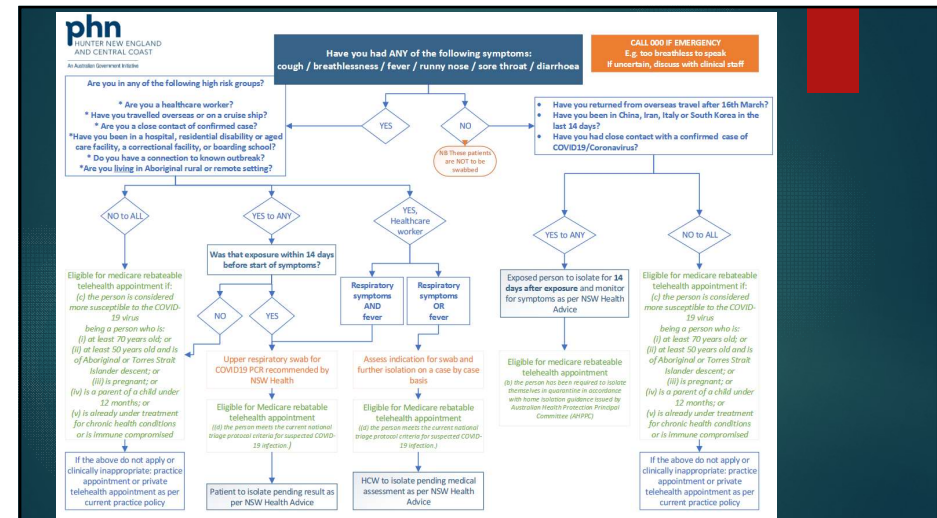 phn
HUNTER NEW ENGLAND
AND CENTRAL COAST
An Australian Government Initiative
Have you had ANY of the following symptoms:
cough / breathlessness / fever / runny nose / sore throat / diarrhoea
CALL 000 IF EMERGENCY
E.g. too breathless to speak
If uncertain, discuss with clinical staff
Are you in any of the following high risk groups?
* Are you a healthcare worker?
* Have you travelled overseas or on a cruise ship?
* Are you a close contact of confirmed case?
*Have you been in a hospital, residential disability or aged
care facility, a correctional facility, or boarding school?
* Do you have a connection to known outbreak?
*Are you living in Aboriginal rural or remote setting?
YES
NO
NB These patients
are NOT to be
swabbed
• Have you returned from overseas travel after 16th March?
• Have you been in China, Iran, Italy or South Korea in the
last 14 days?
• Have you had close contact with a confirmed case of
COVID19/Coronavirus?
NO to ALL
YES to ANY
YES,
Healthcare
worker
YES to ANY
NO to ALL
Eligible for medicare rebateable
telehealth appointment if:
(c) the person is considered
more susceptible to the COVID-
19 virus
being a person who is:
(i) at least 70 years old; or
(ii) at least 50 years old and is
of Aboriginal or Torres Strait
Islander descent; or
(iii) is pregnant; or
(iv) is a parent of a child under
12 months; or
(v) is already under treatment
for chronic health conditions
or is immune compromised
If the above do not apply or
clinically inappropriate: practice
appointment or private
telehealth appointment as per
current practice policy
Was that exposure within 14 days
before start of symptoms?
NO
YES
Upper respiratory swab for
COVID19 PCR recommended by
NSW Health
Eligible for Medicare rebatable
telehealth appointment
((d) the person meets the current national
triage protocal criteria for suspected COVID-
19 infection.]
Patient to isolate pending result as
per NSW Health Advice
Respiratory
symptoms
AND
fever
Respiratory
symptoms
OR
fever
Assess indication for swab and
further isolation on a case by case
basis
Eligible for Medicare rebatable
telehealth appointment
((d) the person meets the current national
triage protocal criteria for suspected COVID-
19 infection.)
HCW to isolate pending medical
assessment as per NSW Health
Advice
Exposed person to isolate for 14
days after exposure and monitor
for symptoms as per NSW Health
Advice
Eligible for medicare rebateable
telehealth appointment
(b) the person has been required to isolate
themselves in quarantine in accordance
with home isolation guidance issued by
Australian Health Protection Principal
Committee (AHPPC)
Eligible for medicare rebateable
telehealth appointment if:
(c) the person is considered
more susceptible to the COVID-
19 virus
being a person who is:
(i) at least 70 years old; or
(ii) at least 50 years old and is
of Aboriginal or Torres Strait
Islander descent; or
(iii) is pregnant; or
(iv) is a parent of a child under
12 months; or
(v) is already under treatment
for chronic health conditions
or is immune compromised
If the above do not apply or
clinically inappropriate: practice
appointment or private
telehealth appointment as per
current practice policy